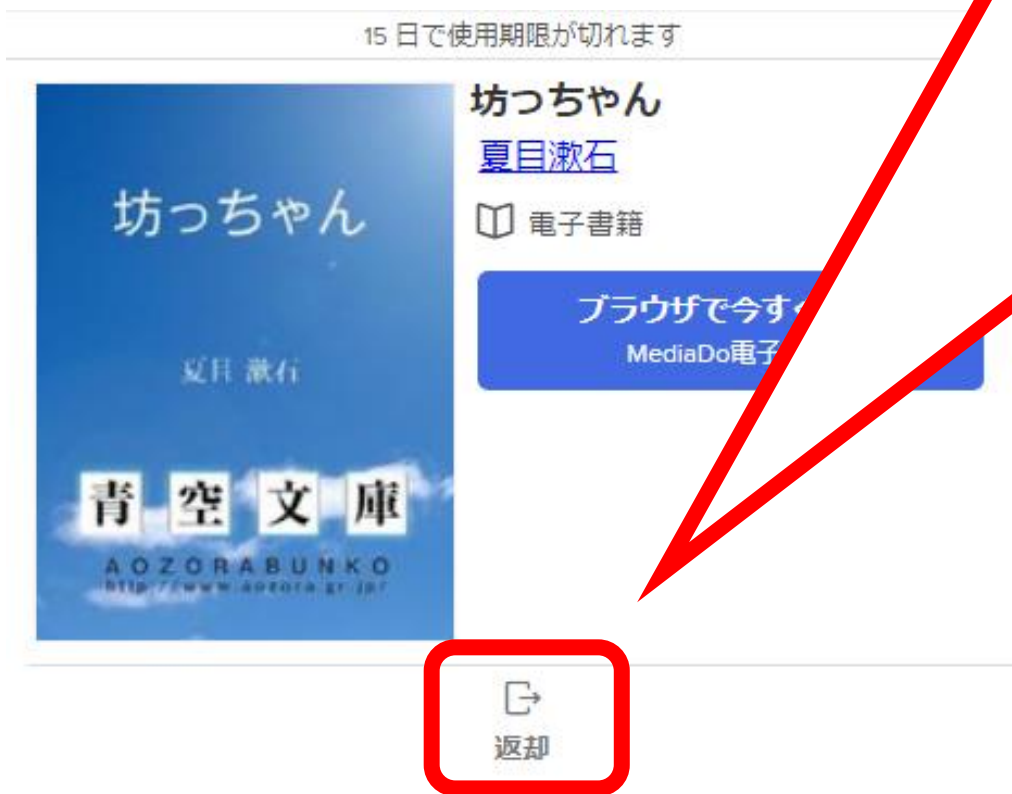 15 日で使用期限が切れます
坊っちゃん
夏目漱石
電子書籍
ブラウザで今す
MediaDo電子
坊っちゃん
夏目 漱石
青空文庫
AOZORABUNKO
http://www.aozora.gr.jp/
返却